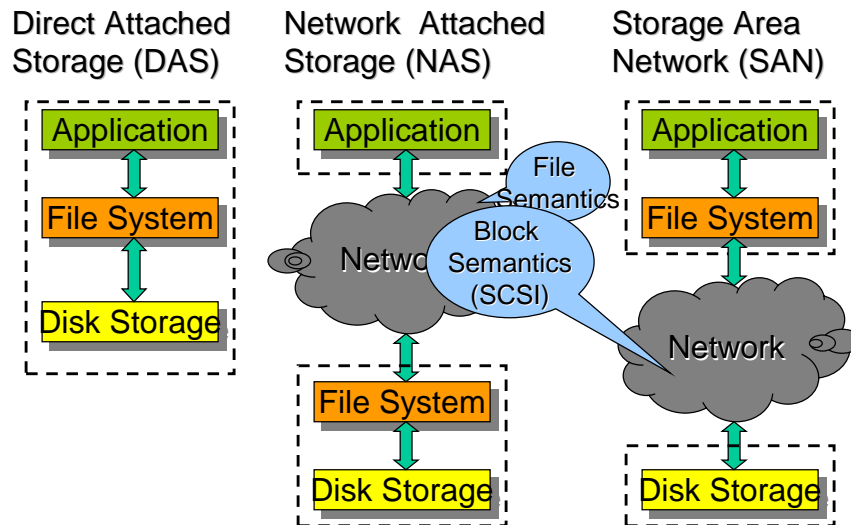 Direct Attached
Storage (DAS)
Application
File System
Disk Storage
Network Attached
Storage (NAS)
Application
File
Semantics
Block
Semantics
(SCSI)
File System
Disk Storage
Storage Area
Network (SAN)
Application
File System
Network
Disk Storage